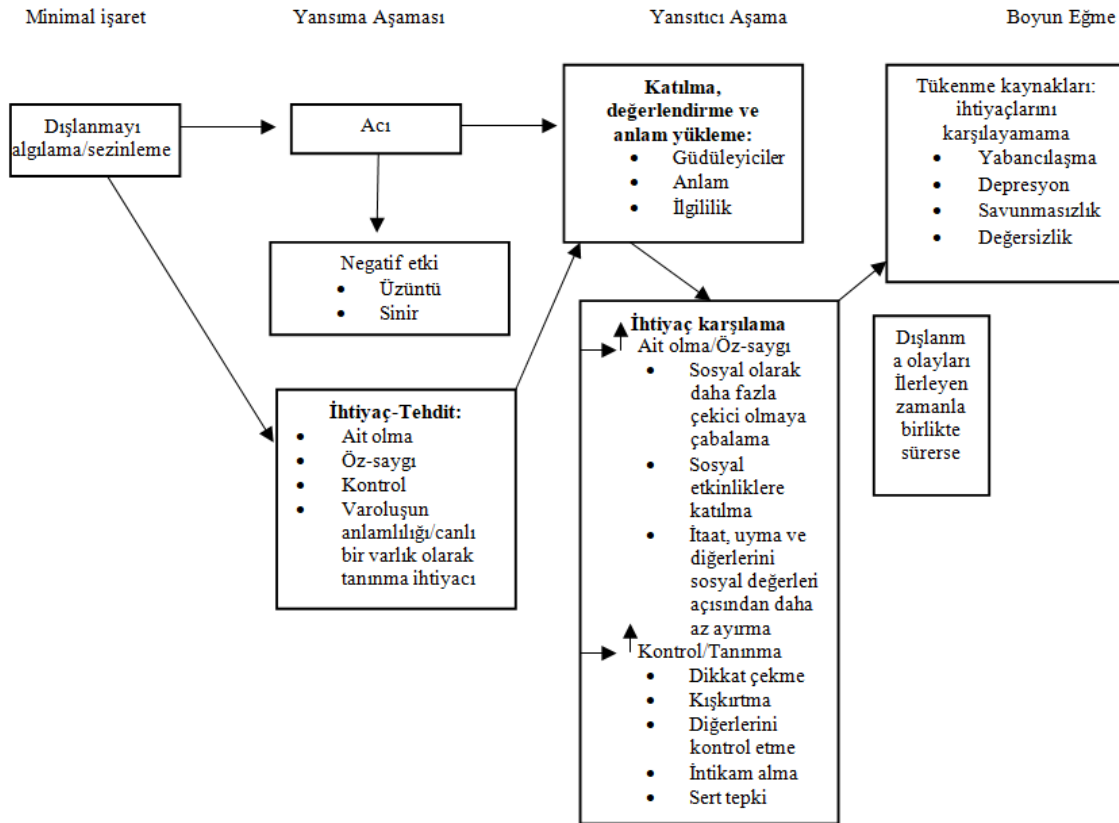 Minimal işaret
Yansıma Aşaması
Yansıtıcı Aşama
Boyun Eğme
Dışlanmayı
algılama/sezinleme
Acı
Negatif etki
• Üzüntü
• Sinir
İhtiyaç-Tehdit:
• Ait olma
• Öz-saygı
• Kontrol
• Varoluşun
anlamlılığı/canlı
bir varlık olarak
tanınma ihtiyacı
Katılma,
değerlendirme ve
anlam yükleme:
• Güdüleyiciler
• Anlam
• İlgililik
İhtiyaç karşılama
Ait olma/Öz-saygı
• Sosyal olarak
daha fazla
çekici olmaya
çabalama
• Sosyal
etkinliklere
katılma
• İtaat, uyma ve
diğerlerini
sosyal değerleri
açısından daha
az ayırma
Kontrol/Tanınma
• Dikkat çekme
• Kışkırtma
• Diğerlerini
kontrol etme
• İntikam alma
• Sert tepki
Tükenme kaynakları:
ihtiyaçlarını
karşılayamama
• Yabancılaşma
• Depresyon
• Savunmasızlık
• Değersizlik
Dışlanm
a olayları
İlerleyen
zamanla
birlikte
sürerse